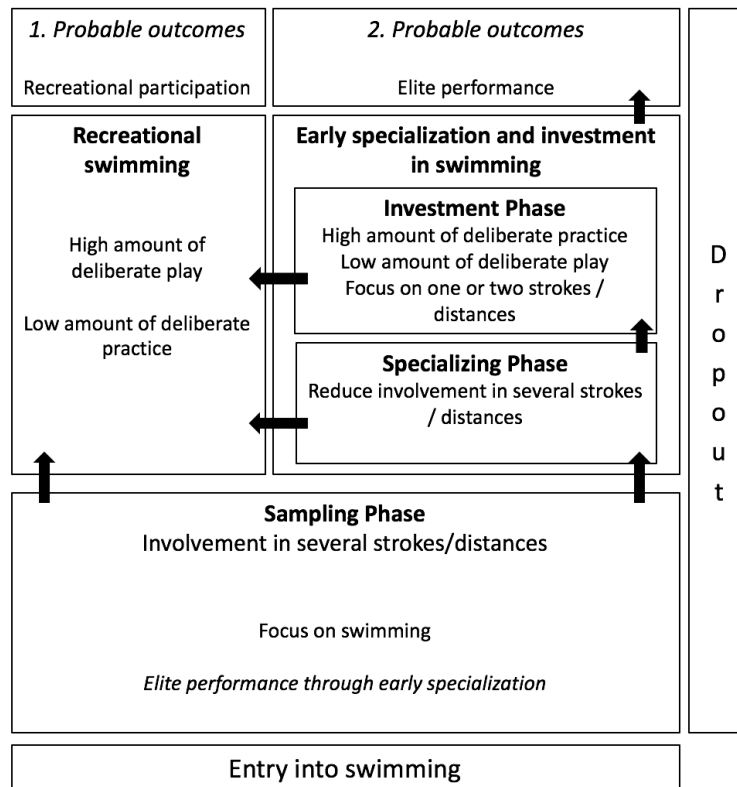 1. Probable outcomes
Recreational participation
2. Probable outcomes
Elite performance
Recreational
swimming
High amount of
deliberate play
Low amount of deliberate
practice
Early specialization and investment
in swimming
Investment Phase
High amount of deliberate practice
Low amount of deliberate play
Focus on one or two strokes /
distances
Specializing Phase
Reduce involvement in several strokes
/ distances
Sampling Phase
Involvement in several strokes/distances
Focus on swimming
Elite performance through early specialization
Entry into swimming
Dropout